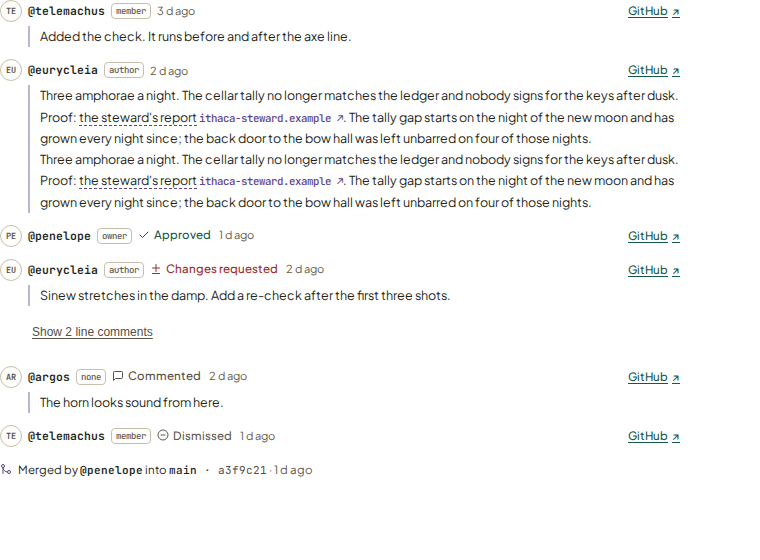 TE @telemachus member 3 d ago GitHub ↗
Added the check. It runs before and after the axe line.
EU @eurycleia author 2 d ago GitHub ↗
Three amphorae a night. The cellar tally no longer matches the ledger and nobody signs for the keys after dusk.
Proof: the steward's report ithaca-steward.example ↗. The tally gap starts on the night of the new moon and has
grown every night since; the back door to the bow hall was left unbarred on four of those nights.
Three amphorae a night. The cellar tally no longer matches the ledger and nobody signs for the keys after dusk.
Proof: the steward's report ithaca-steward.example ↗. The tally gap starts on the night of the new moon and has
grown every night since; the back door to the bow hall was left unbarred on four of those nights.
PE @penelope owner Approved 1 d ago GitHub ↗
EU @eurycleia author Changes requested 2 d ago GitHub ↗
Sinew stretches in the damp. Add a re-check after the first three shots.
Show 2 line comments
AR @argos none Commented 2 d ago GitHub ↗
The horn looks sound from here.
TE @telemachus member Dismissed 1 d ago GitHub ↗
Merged by @penelope into main · a3f9c21 · 1 d ago